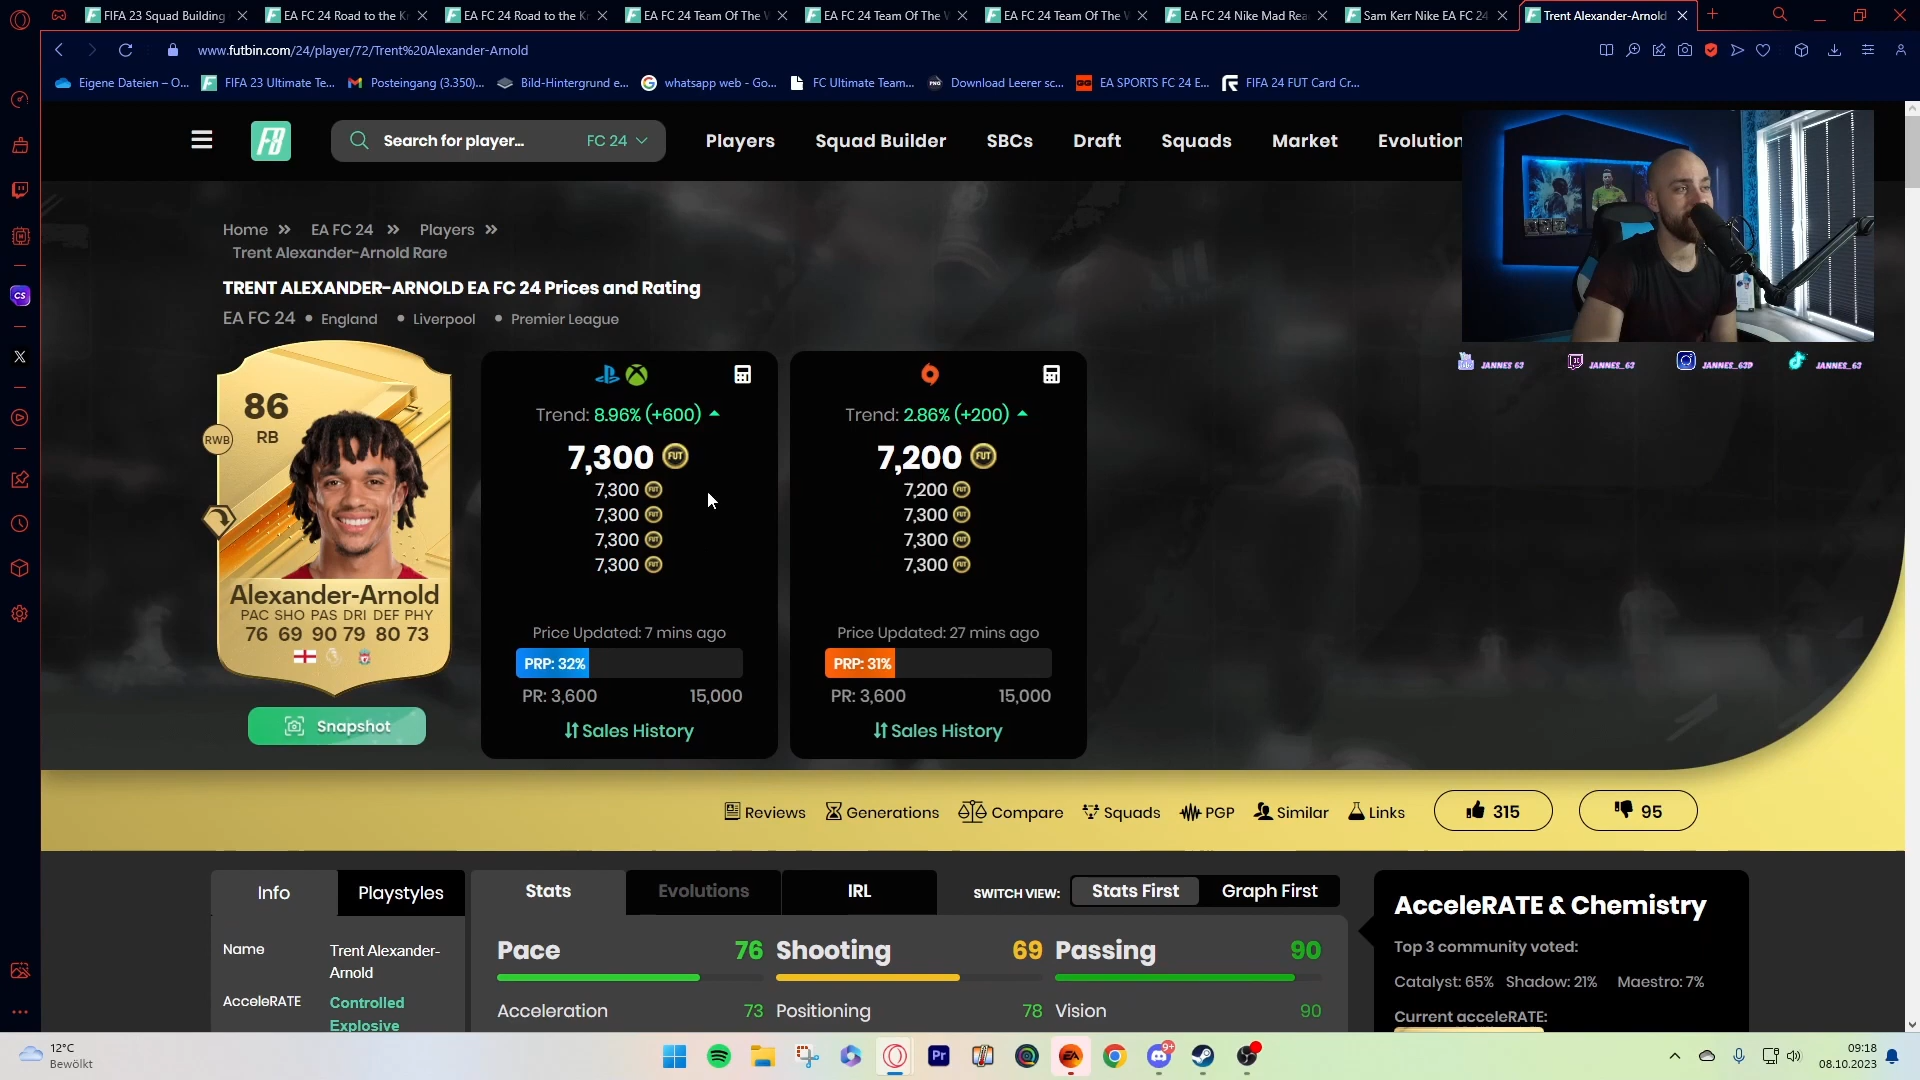 FIFA 23 Squad Building
EA FC 24 Road to the K
EA FC 24 Road to the K
EA FC 24 Team Of The W
EA FC 24 Team Of The W
EA FC 24 Team Of The W
EA FC 24 Nike Mad Rea
Sam Kerr Nike EA FC 24
Trent Alexander-Arnold
www.futbin.com/24/player/72/Trent%20Alexander-Arnold
Eigene Dateien – O...
FIFA 23 Ultimate Te...
Posteingang (3.350)...
Bild-Hintergrund e...
whatsapp web - Go...
FC Ultimate Team...
Download Leerer sc...
EA SPORTS FC 24 E...
FIFA 24 FUT Card Cr...
Search for player...
FC 24
Players
Squad Builder
SBCs
Draft
Squads
Market
Evolution
Home » EA FC 24 » Players »
Trent Alexander-Arnold Rare
TRENT ALEXANDER-ARNOLD EA FC 24 Prices and Rating
EA FC 24 • England • Liverpool • Premier League
JANNES 63
JANNES_63
JANNES_63D
JANNES_63
86
RB
RWB
Alexander-Arnold
PAC SHO PAS DRI DEF PHY
76 69 90 79 80 73
Snapshot
Trend: 8.96% (+600)
7,300
7,300
7,300
7,300
7,300
Price Updated: 7 mins ago
PRP: 32%
PR: 3,600 15,000
Sales History
Trend: 2.86% (+200)
7,200
7,200
7,300
7,300
7,300
Price Updated: 27 mins ago
PRP: 31%
PR: 3,600 15,000
Sales History
Reviews
Generations
Compare
Squads
PGP
Similar
Links
315
95
Info
Playstyles
Name
Trent Alexander-
Arnold
AcceleRATE
Controlled
Explosive
Stats
Evolutions
IRL
SWITCH VIEW:
Stats First
Graph First
Pace 76
Shooting 69
Passing 90
Acceleration 73
Positioning 78
Vision 90
AcceleRATE & Chemistry
Top 3 community voted:
Catalyst: 65% Shadow: 21% Maestro: 7%
Current acceleRATE:
12°C
Bewölkt
9+
09:18
08.10.2023